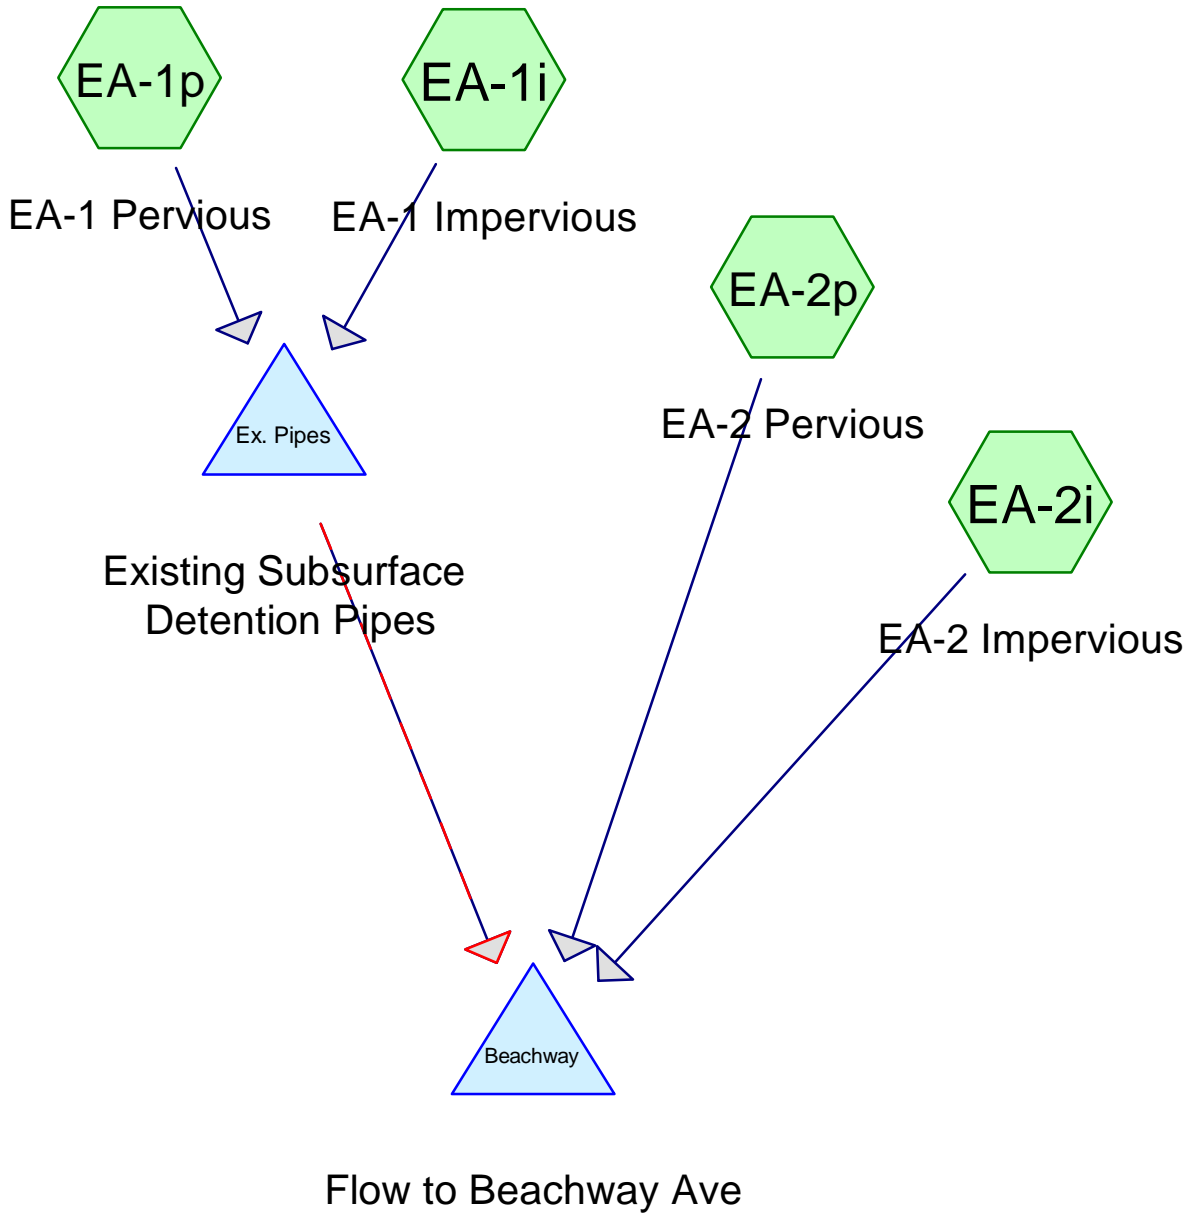 EA-1p
EA-1i
EA-1 Pervious
EA-1 Impervious
EA-2p
Ex. Pipes
EA-2 Pervious
EA-2i
Existing Subsurface
Detention Pipes
EA-2 Impervious
Beachway
Flow to Beachway Ave